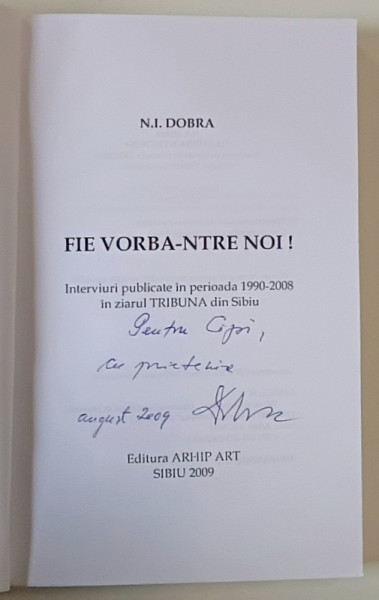 N.I. DOBRA
FIE VORBA-NTRE NOI !
Interviuri publicate în perioada 1990-2008
în ziarul TRIBUNA din Sibiu
Pentru Cipi,
cu prietenie
august 2009
Editura ARHIP ART
SIBIU 2009